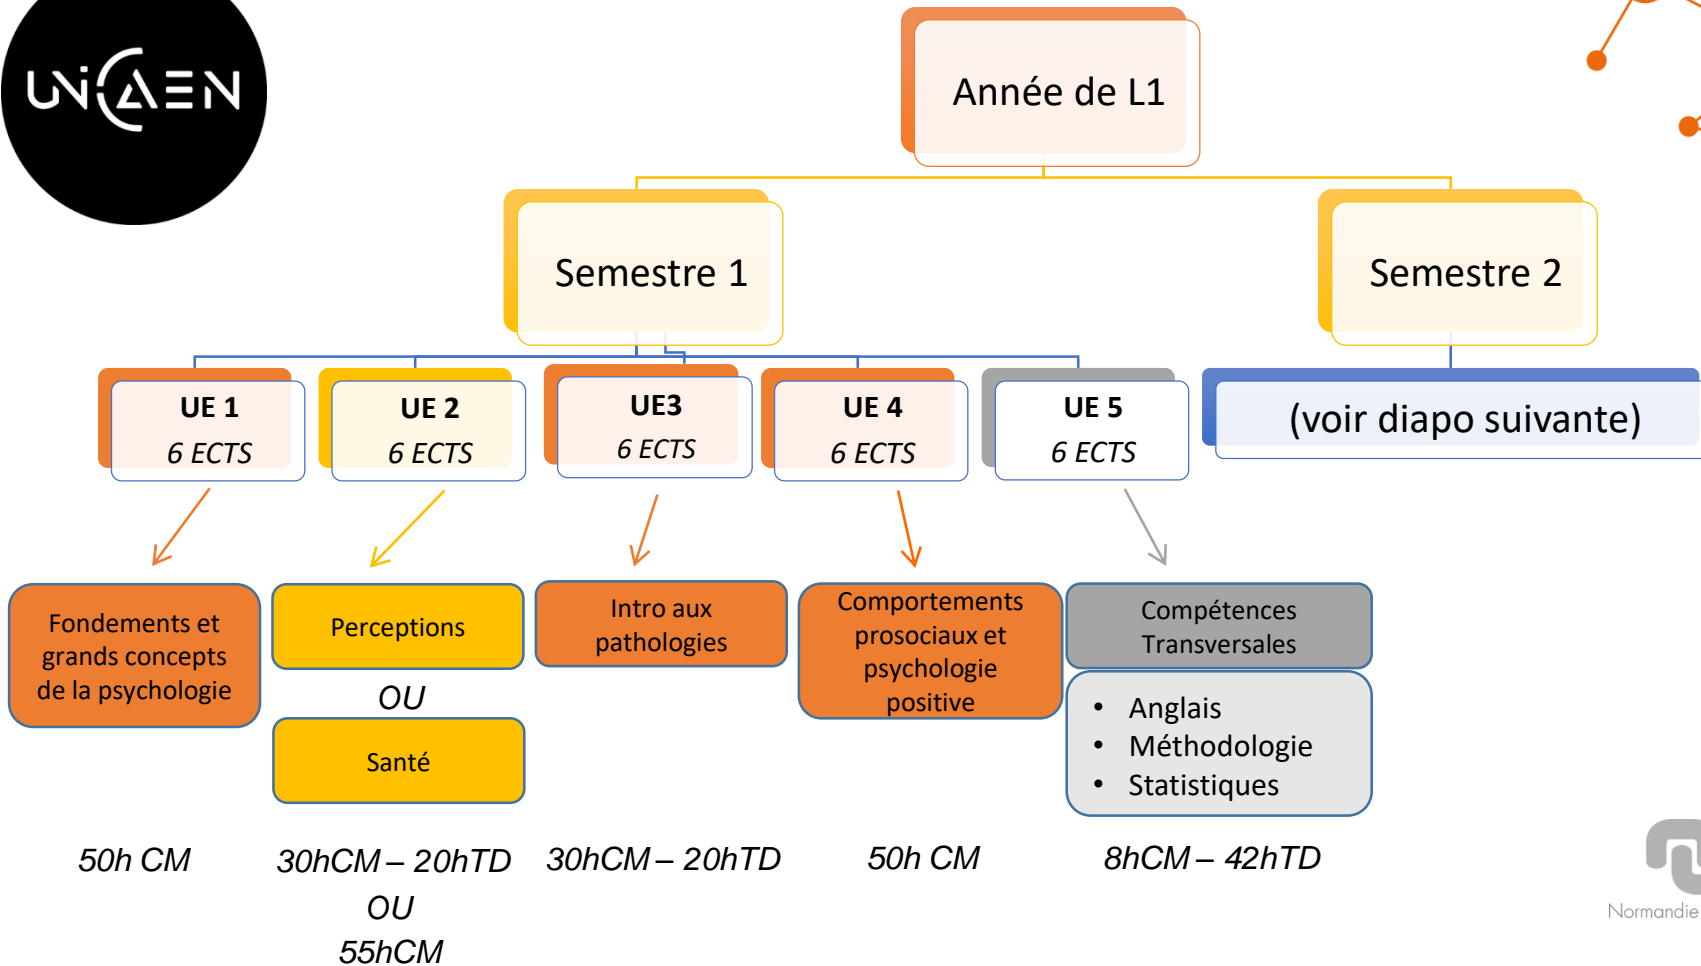 UNICAEN
Année de L1
Semestre 1
Semestre 2
UE 1
6 ECTS
UE 2
6 ECTS
UE3
6 ECTS
UE 4
6 ECTS
UE 5
6 ECTS
(voir diapo suivante)
Fondements et
grands concepts
de la psychologie
Perceptions
OU
Santé
Intro aux
pathologies
Comportements
prosociaux et
psychologie
positive
Compétences
Transversales
• Anglais
• Méthodologie
• Statistiques
50h CM
30hCM – 20hTD
OU
55hCM
30hCM – 20hTD
50h CM
8hCM – 42hTD
Normandie